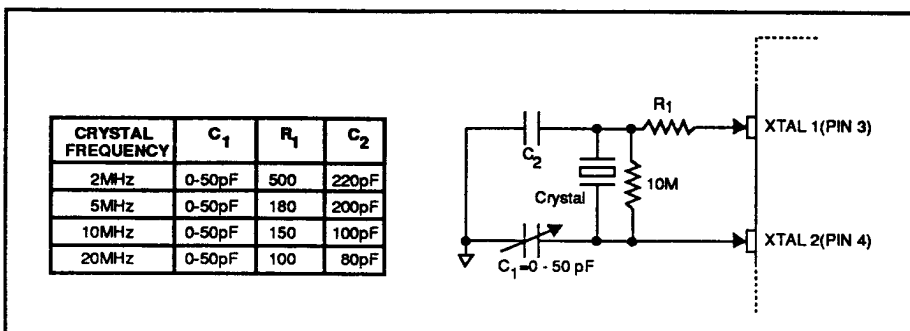 CRYSTAL FREQUENCY C1 R1 C2
2MHz 0-50pF 500 220pF
5MHz 0-50pF 180 200pF
10MHz 0-50pF 150 100pF
20MHz 0-50pF 100 80pF
R1
XTAL 1(PIN 3)
C2
Crystal
10M
XTAL 2(PIN 4)
C1=0 - 50 pF